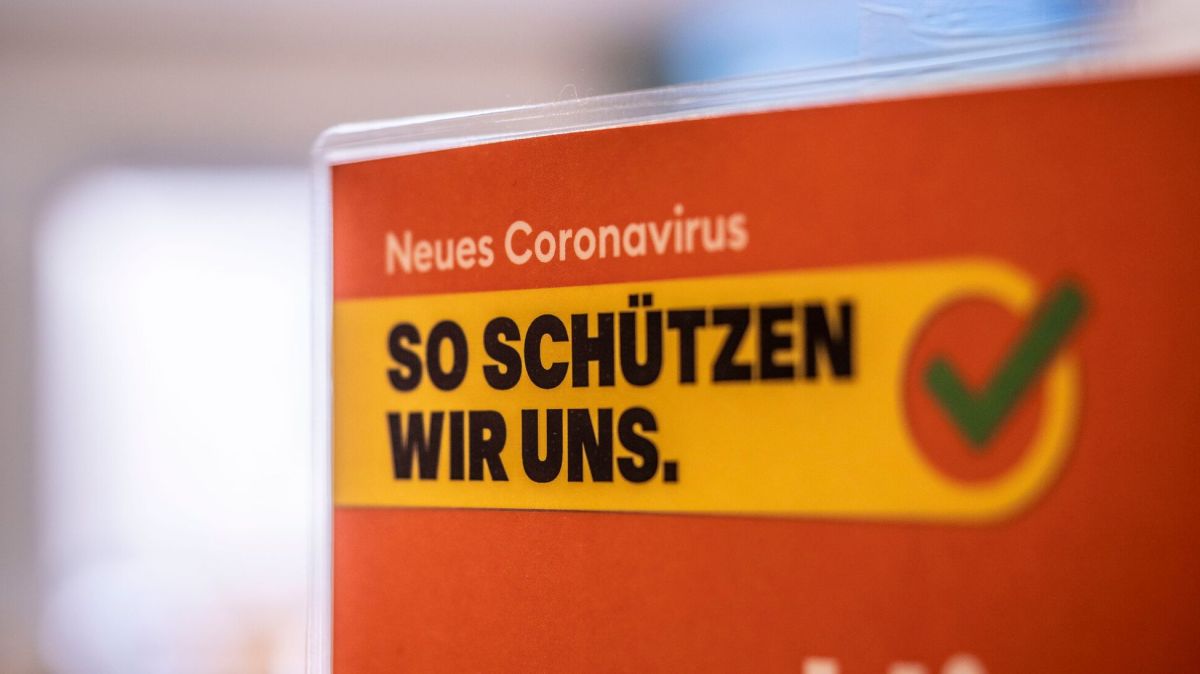 Neues Coronavirus
SO SCHÜTZEN
WIR UNS.